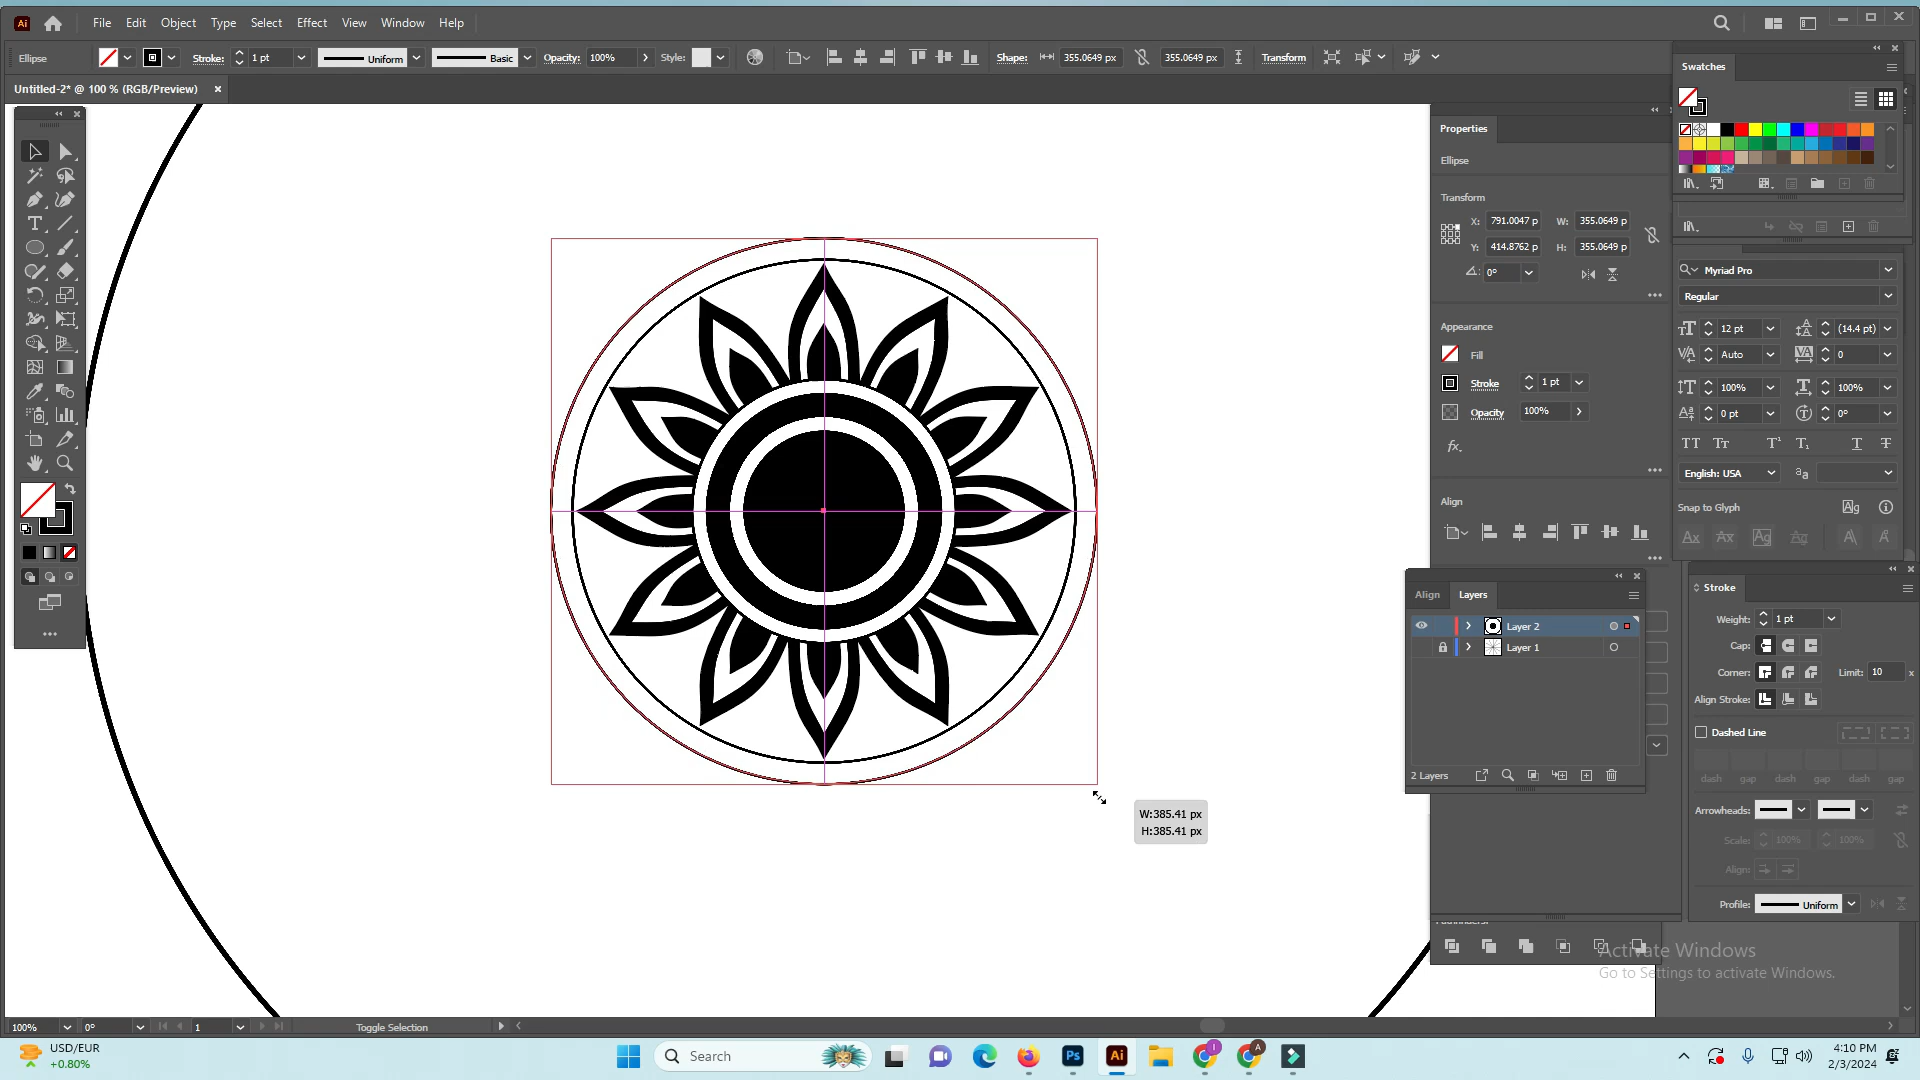 Ai File Edit Object Type Select Effect View Window Help
Ellipse Stroke: 1 pt Uniform Basic Opacity: 100% Style: Shape: 355.0649 px 355.0649 px Transform
Untitled-2* @ 100 % (RGB/Preview)
Swatches
Properties
Ellipse
Transform
X: 791.0047 p W: 355.0649 p
Y: 414.8762 p H: 355.0649 p
0°
Myriad Pro
Regular
12 pt (14.4 pt)
Auto 0
100% 100%
0 pt 0°
English: USA
Snap to Glyph
Appearance
Fill
Stroke 1 pt
Opacity 100%
Align
Align Layers
Layer 2
Layer 1
2 Layers
Stroke
Weight: 1 pt
Cap:
Corner: Limit: 10 x
Align Stroke:
Dashed Line
dash gap dash gap dash gap
Arrowheads:
Scale: 100% 100%
Align:
Profile: Uniform
W:385.41 px
H:385.41 px
Activate Windows
Go to Settings to activate Windows.
100% 0° 1 Toggle Selection
USD/EUR
+0.80%
Search
Ps Ai
4:10 PM
2/3/2024